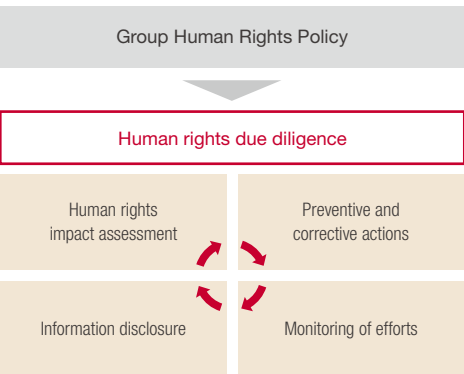 Group Human Rights Policy
Human rights due diligence
Human rights
impact assessment
Preventive and
corrective actions
Information disclosure
Monitoring of efforts